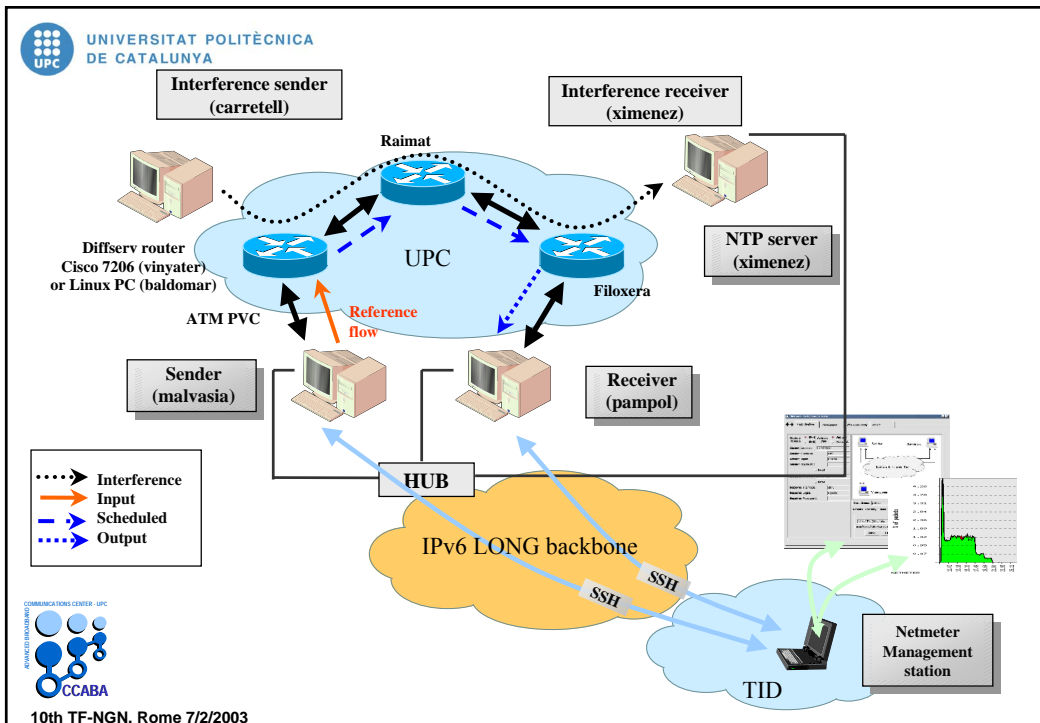 UPC
UNIVERSITAT POLITÈCNICA
DE CATALUNYA
Interference sender
(carretell)
Interference receiver
(ximenez)
Raimat
Diffserv router
Cisco 7206 (vinyater)
or Linux PC (baldomar)
UPC
NTP server
(ximenez)
Filoxera
ATM PVC
Reference
flow
Sender
(malvasia)
Receiver
(pampol)
Interference
Input
Scheduled
Output
HUB
IPv6 LONG backbone
SSH
SSH
Netmeter
Management
station
TID
COMMUNICATIONS CENTER - UPC
ADVANCED BROADBAND
CCABA
10th TF-NGN. Rome 7/2/2003